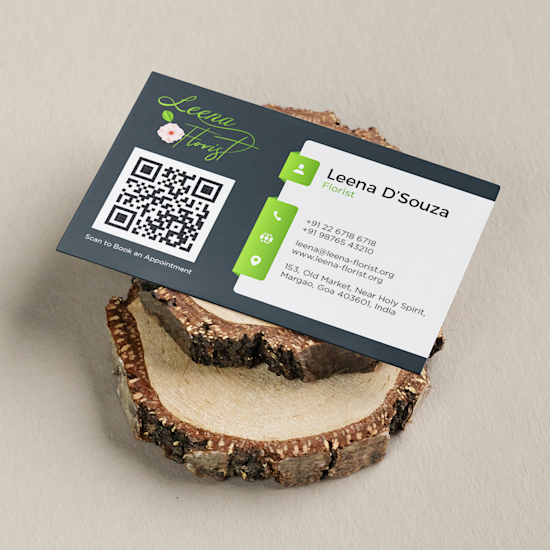 Leena
Florist
Scan to Book an Appointment
Leena D'Souza
Florist
+91 22 6718 6718
+91 98765 43210
leena@leena-florist.org
www.leena-florist.org
153, Old Market, Near Holy Spirit,
Margao, Goa 403601, India